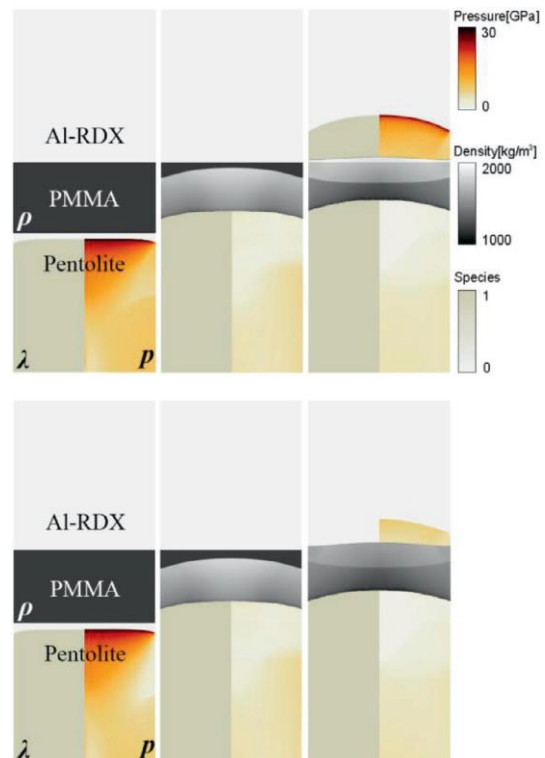 Pressure[GPa]
30
0
Al-RDX
Density[kg/m³]
2000
PMMA
ρ
1000
Pentolite
Species
1
λ
p
0
Al-RDX
PMMA
ρ
Pentolite
λ
p